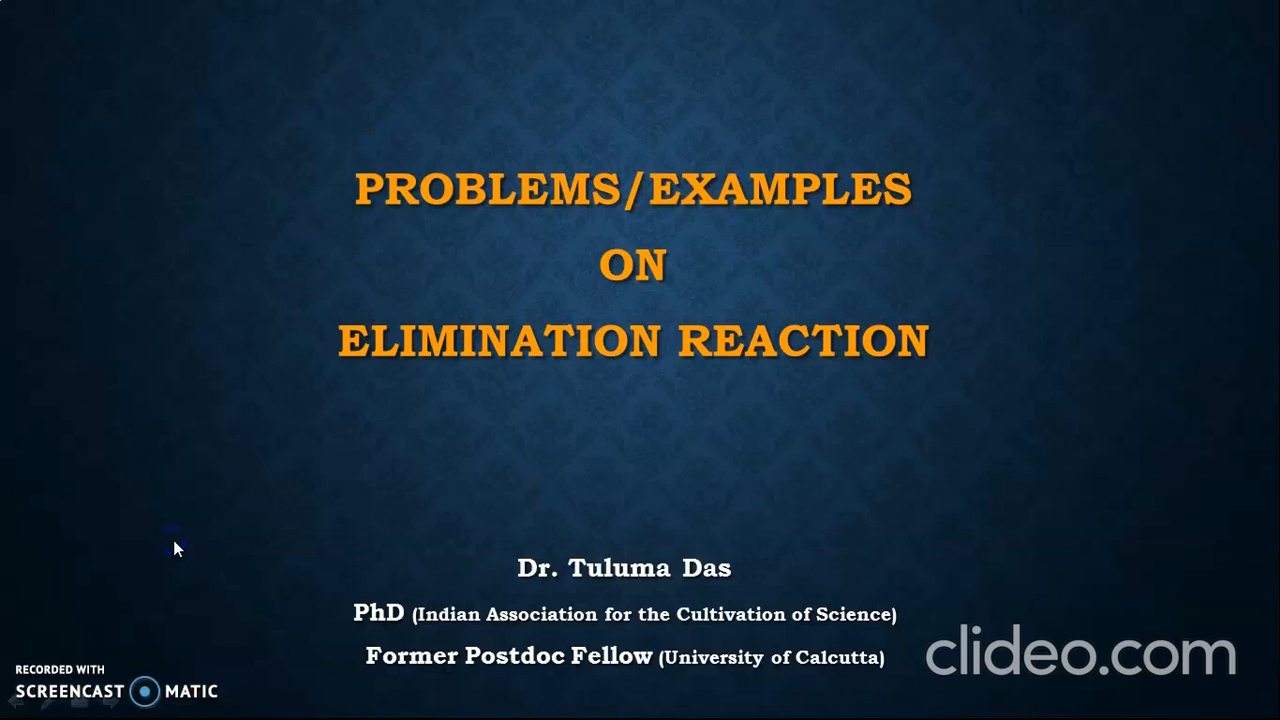 PROBLEMS/EXAMPLES
ON
ELIMINATION REACTION
Dr. Tuluma Das
PhD (Indian Association for the Cultivation of Science)
Former Postdoc Fellow (University of Calcutta)
clideo.com
RECORDED WITH
SCREENCAST MATIC